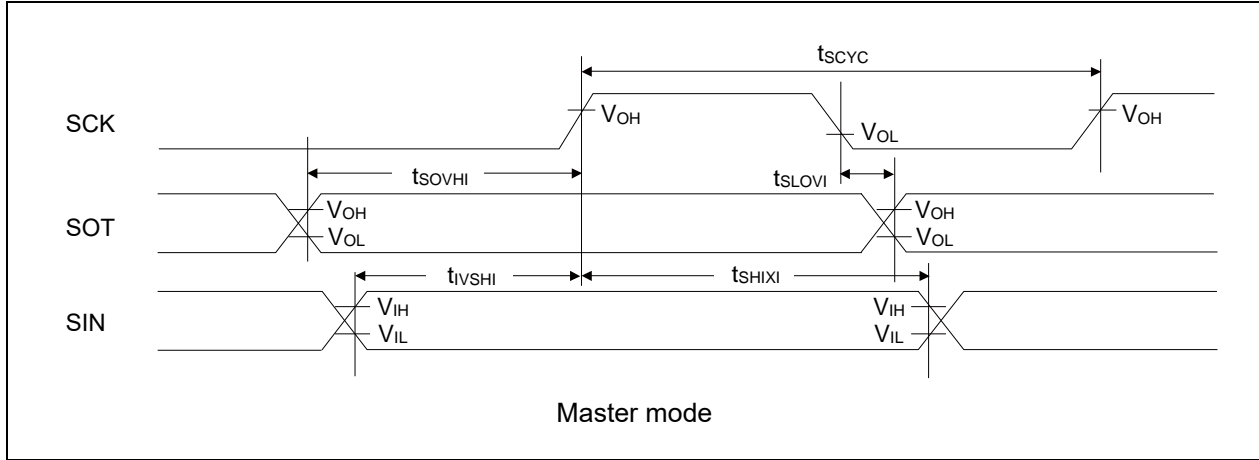 tSCYC
SCK
VOH
VOL
VOH
tSOVHI
tSLOVI
SOT
VOH
VOL
VOH
VOL
tIVSHI
tSHIXI
SIN
VIH
VIL
VIH
VIL
Master mode